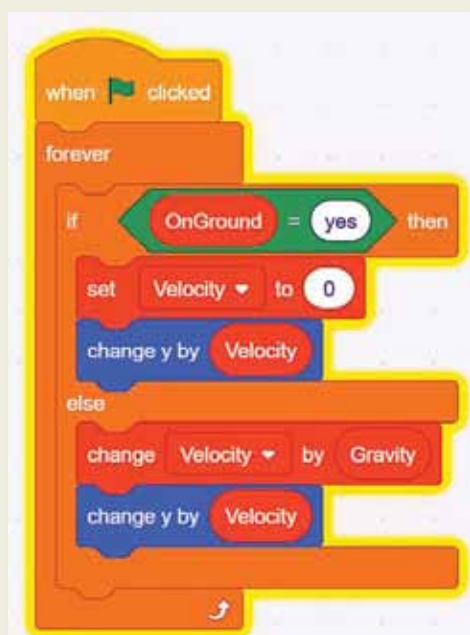 when clicked
forever
if OnGround = yes then
set Velocity to 0
change y by Velocity
else
change Velocity by Gravity
change y by Velocity